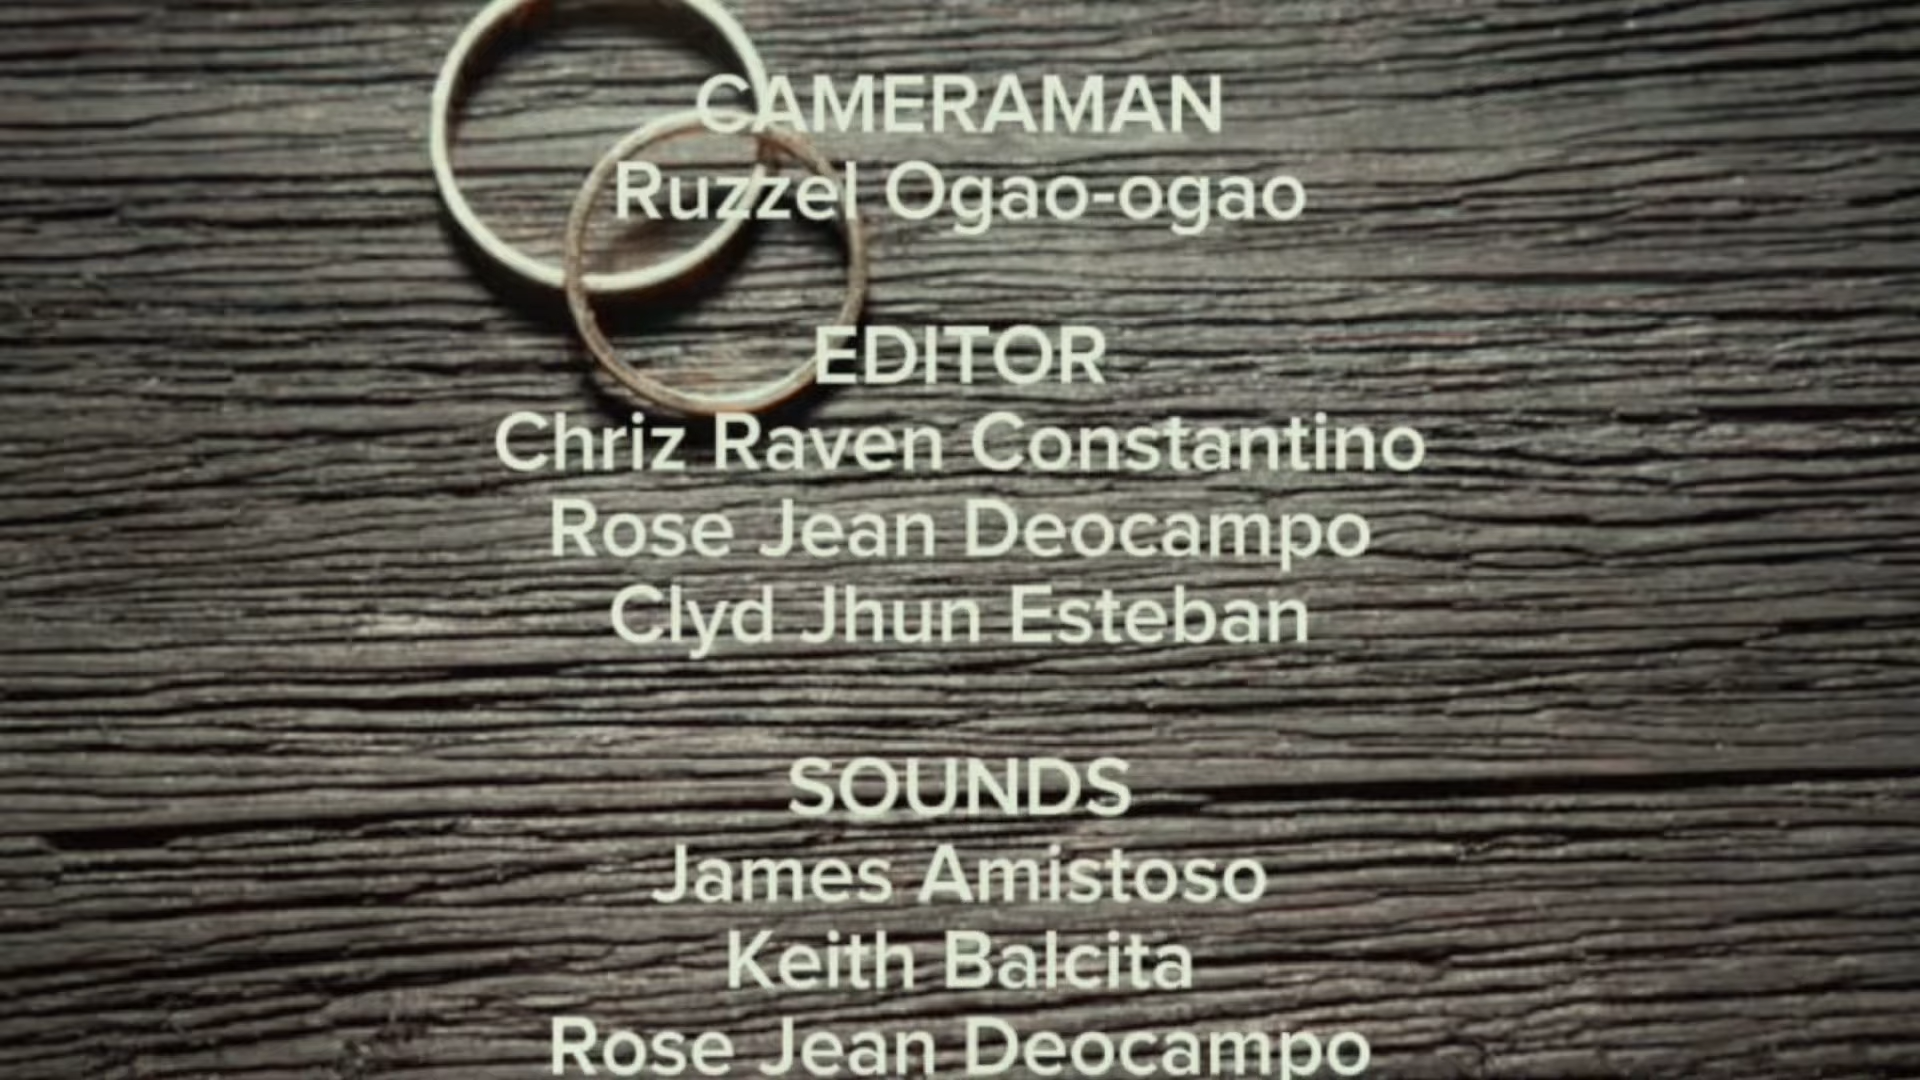 CAMERAMAN
Ruzzel Ogao-ogao
EDITOR
Chriz Raven Constantino
Rose Jean Deocampo
Clyd Jhun Esteban
SOUNDS
James Amistoso
Keith Balcita
Rose Jean Deocampo